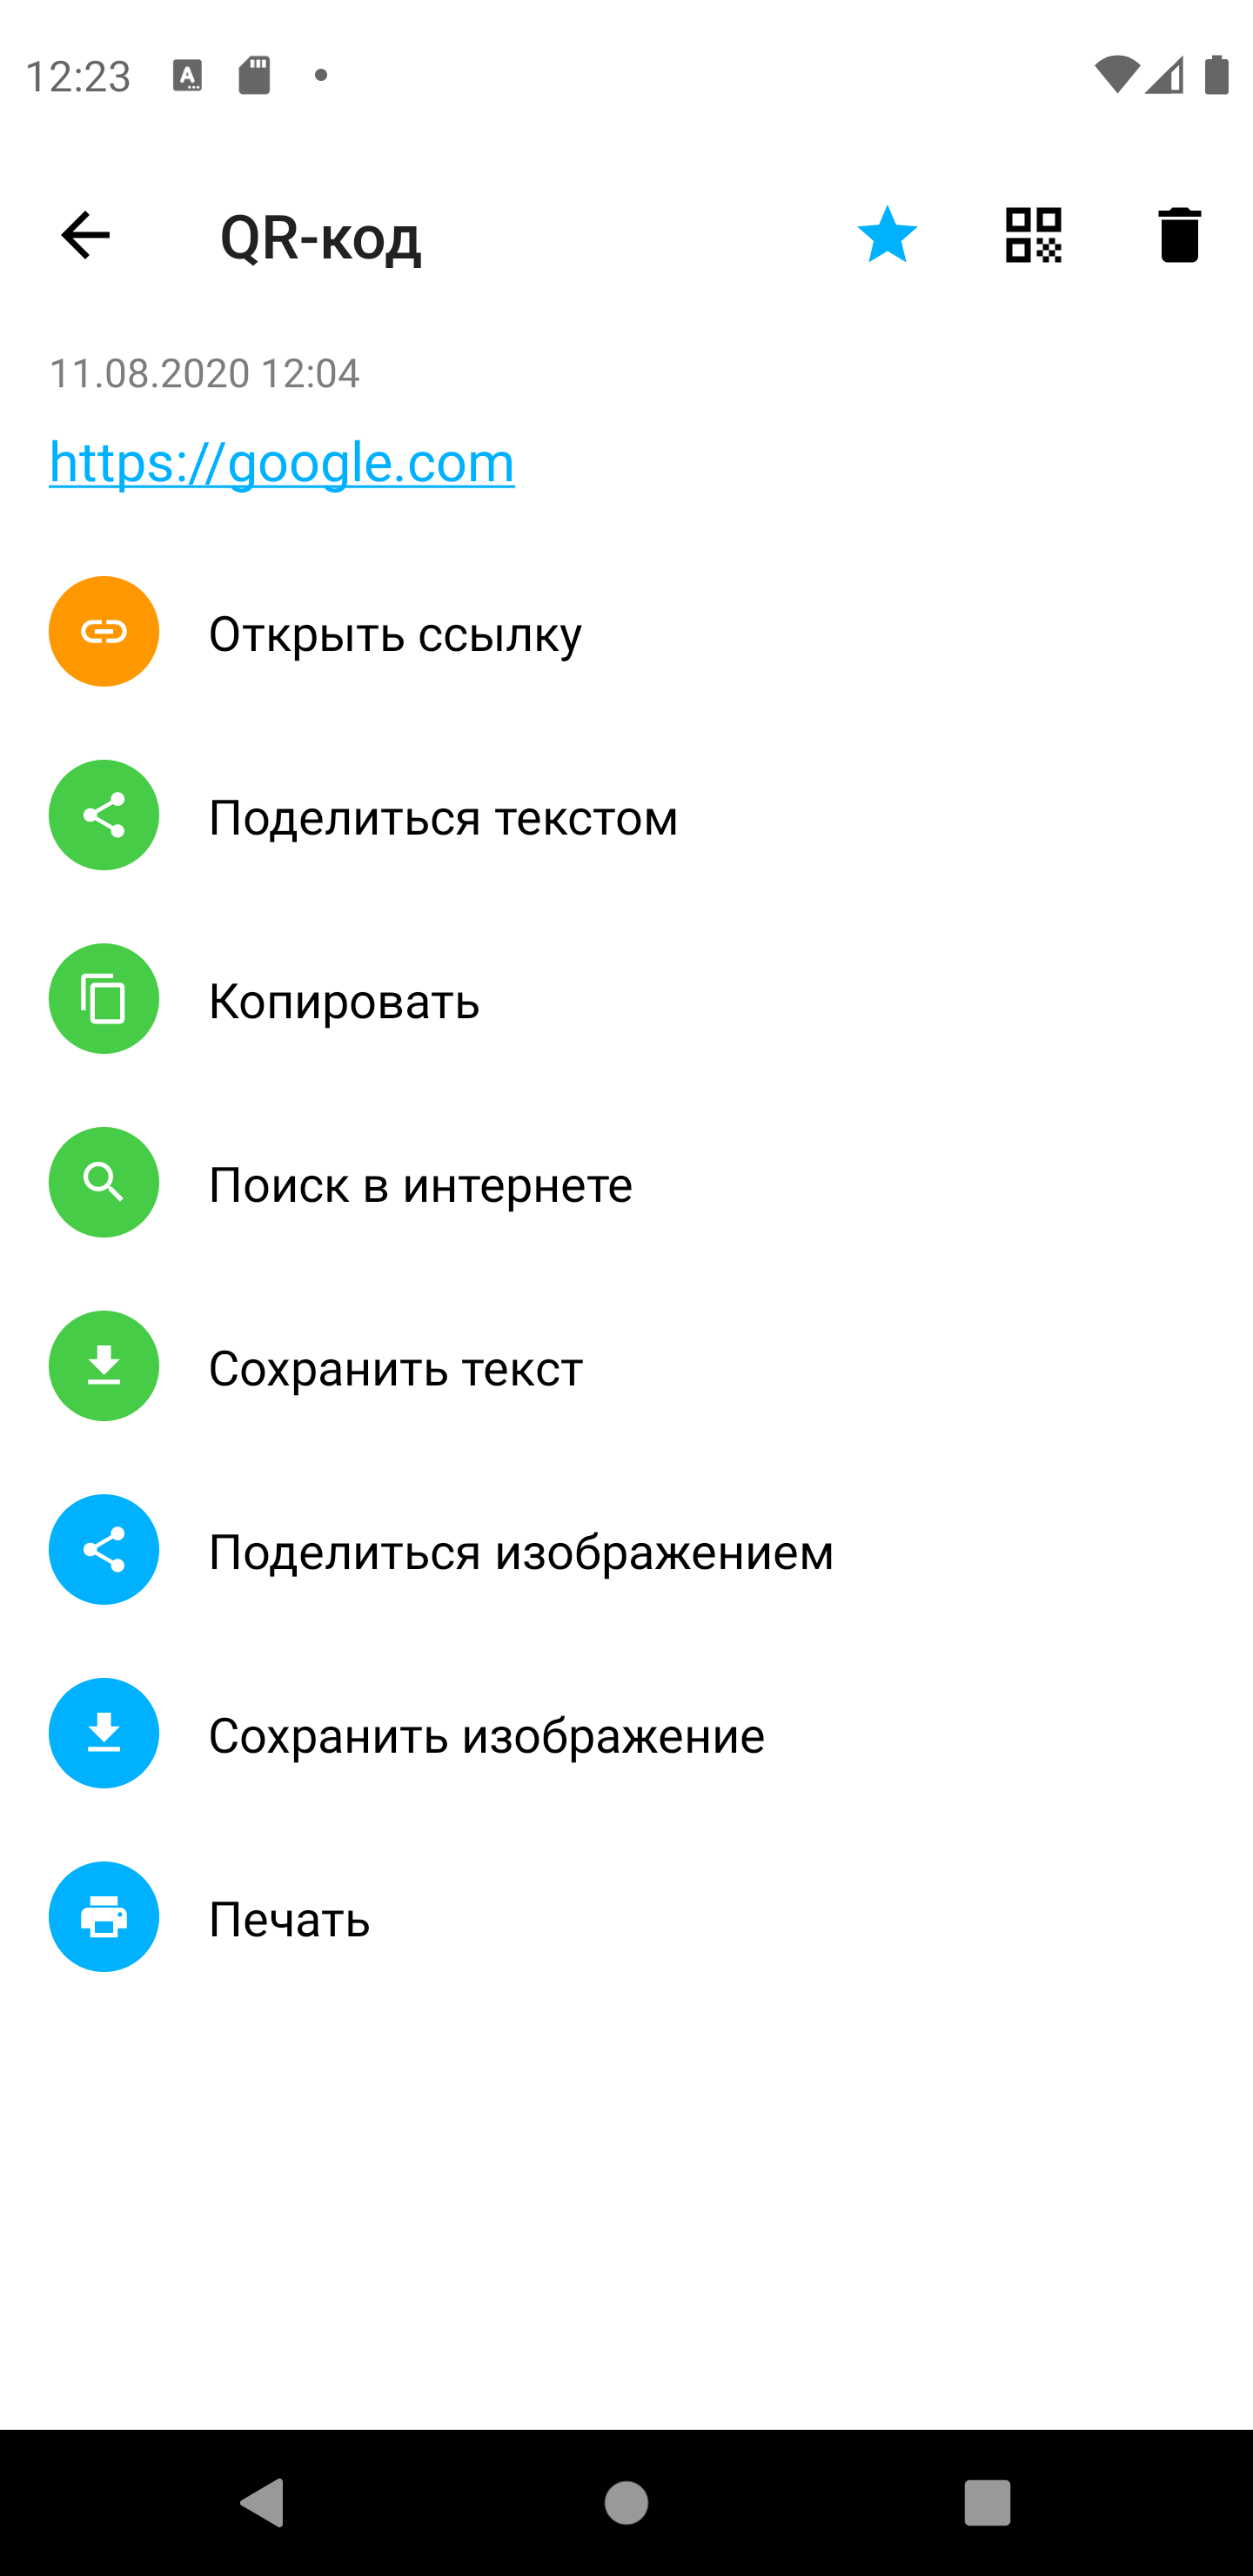 12:23
QR-код
11.08.2020 12:04
https://google.com
Открыть ссылку
Поделиться текстом
Копировать
Поиск в интернете
Сохранить текст
Поделиться изображением
Сохранить изображение
Печать